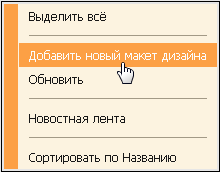 Выделить всё
Добавить новый макет дизайна
Обновить
Новостная лента
Сортировать по Названию